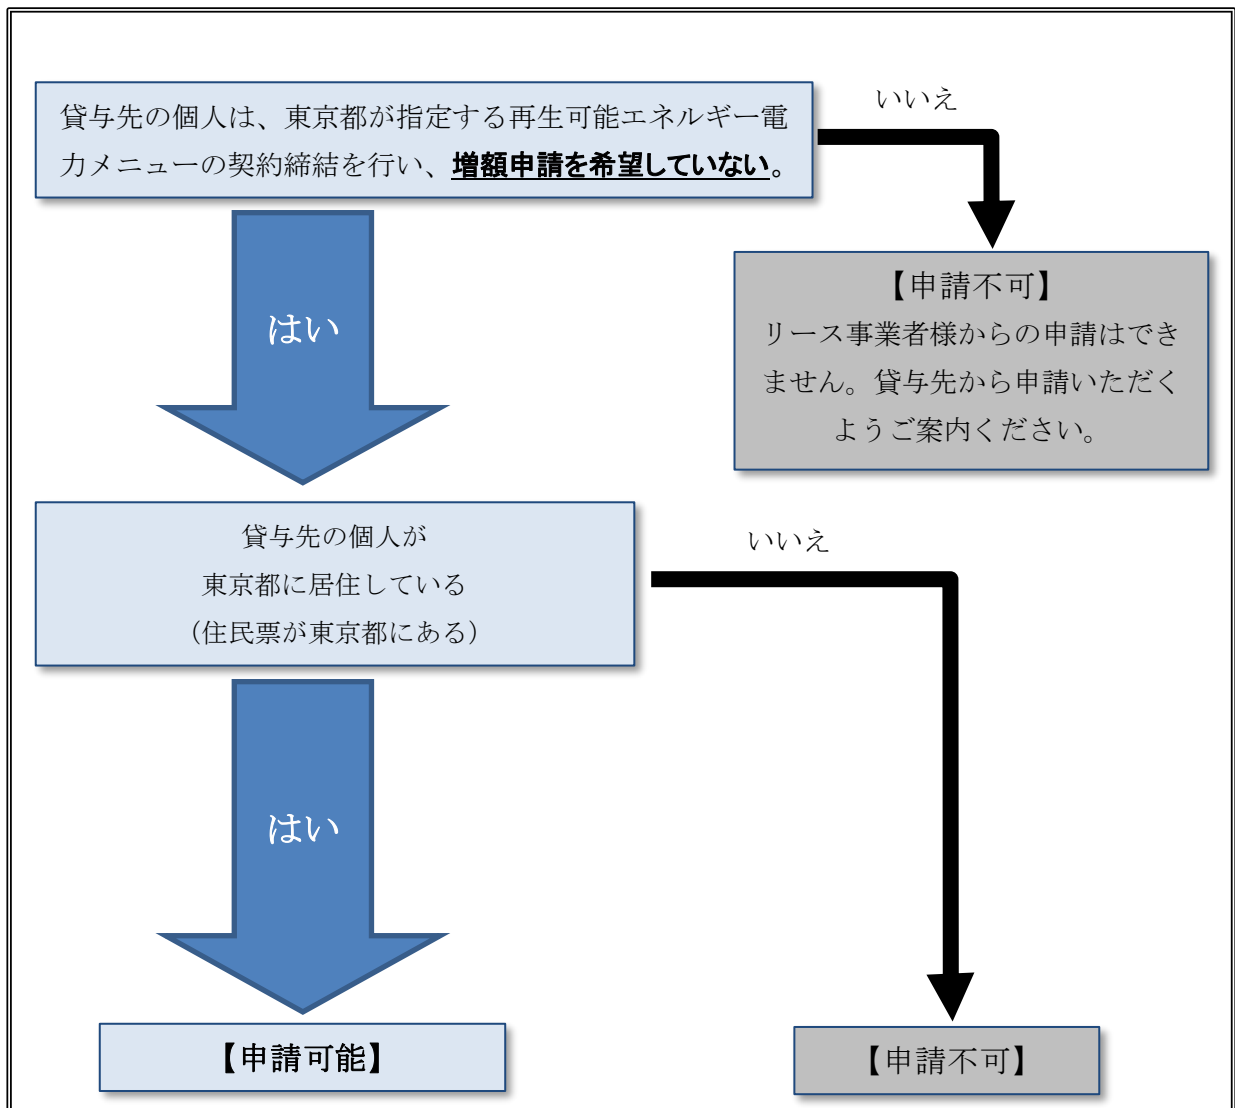 貸与先の個人は、東京都が指定する再生可能エネルギー電
力メニューの契約締結を行い、増額申請を希望していない。
いいえ
はい
【申請不可】
リース事業者様からの申請はでき
ません。貸与先から申請いただく
ようご案内ください。
貸与先の個人が
東京都に居住している
（住民票が東京都にある）
いいえ
はい
【申請可能】
【申請不可】